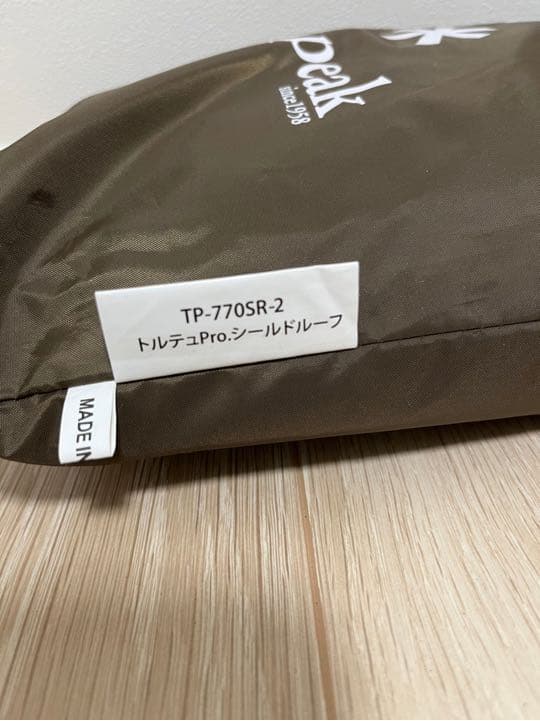 peak
since1958
TP-770SR-2
トルテュPro.シールドルーフ
MADE IN